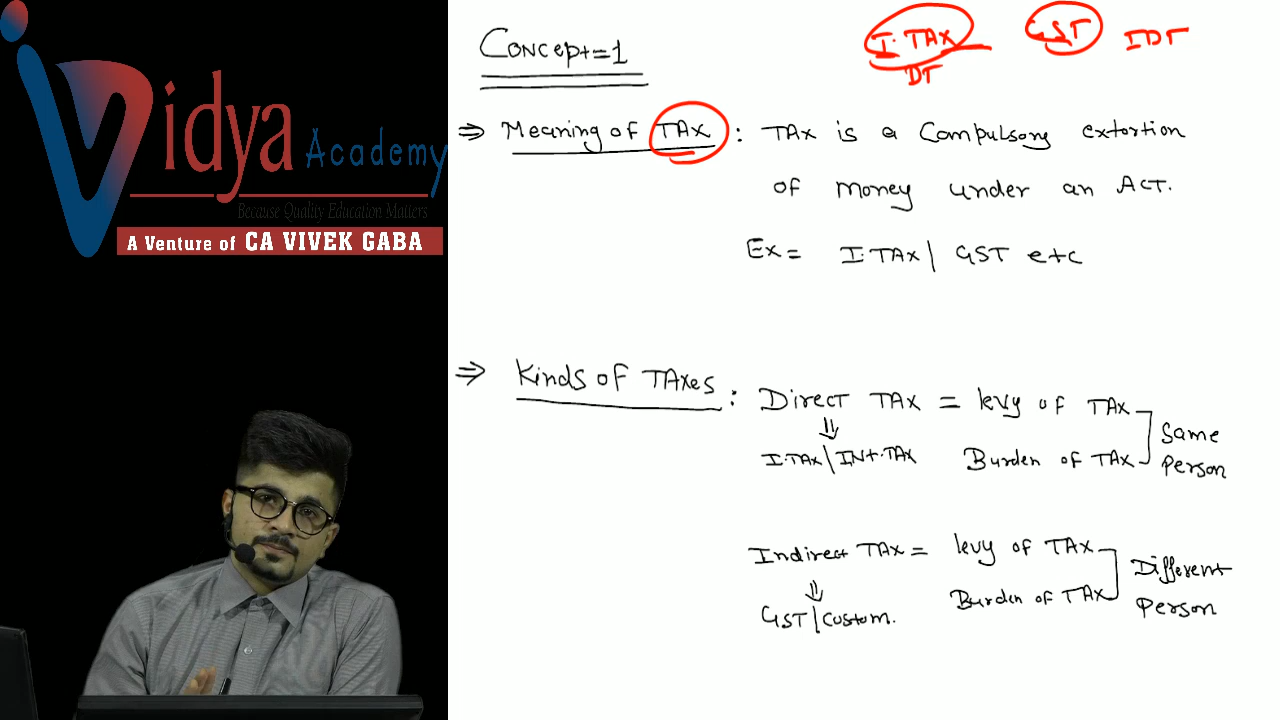 Vidya Academy
Because Quality Education Matters
A Venture of CA VIVEK GABA
I.TAX GST IDT
DT
Concept=1
⇒ Meaning of TAX : TAX is a Compulsory extortion
of money under an ACT.
Ex= I.TAX| GST etc
⇒ Kinds of TAXes : Direct TAX = levy of TAX
Same
⇓
I.TAX|INt.TAX Burden of TAX Person
Indirect TAX = levy of TAX
Different
⇓
Burden of TAX Person
GST|Custom.